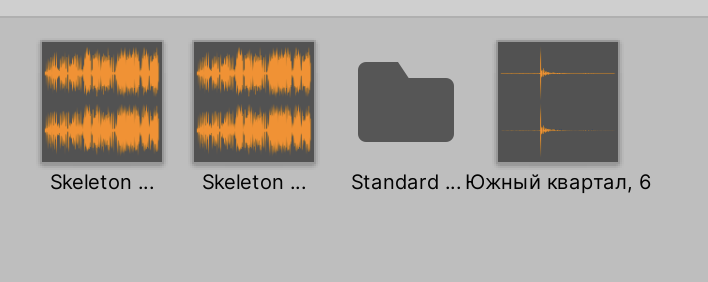 Skeleton ...
Skeleton ...
Standard ...
Южный квартал, 6